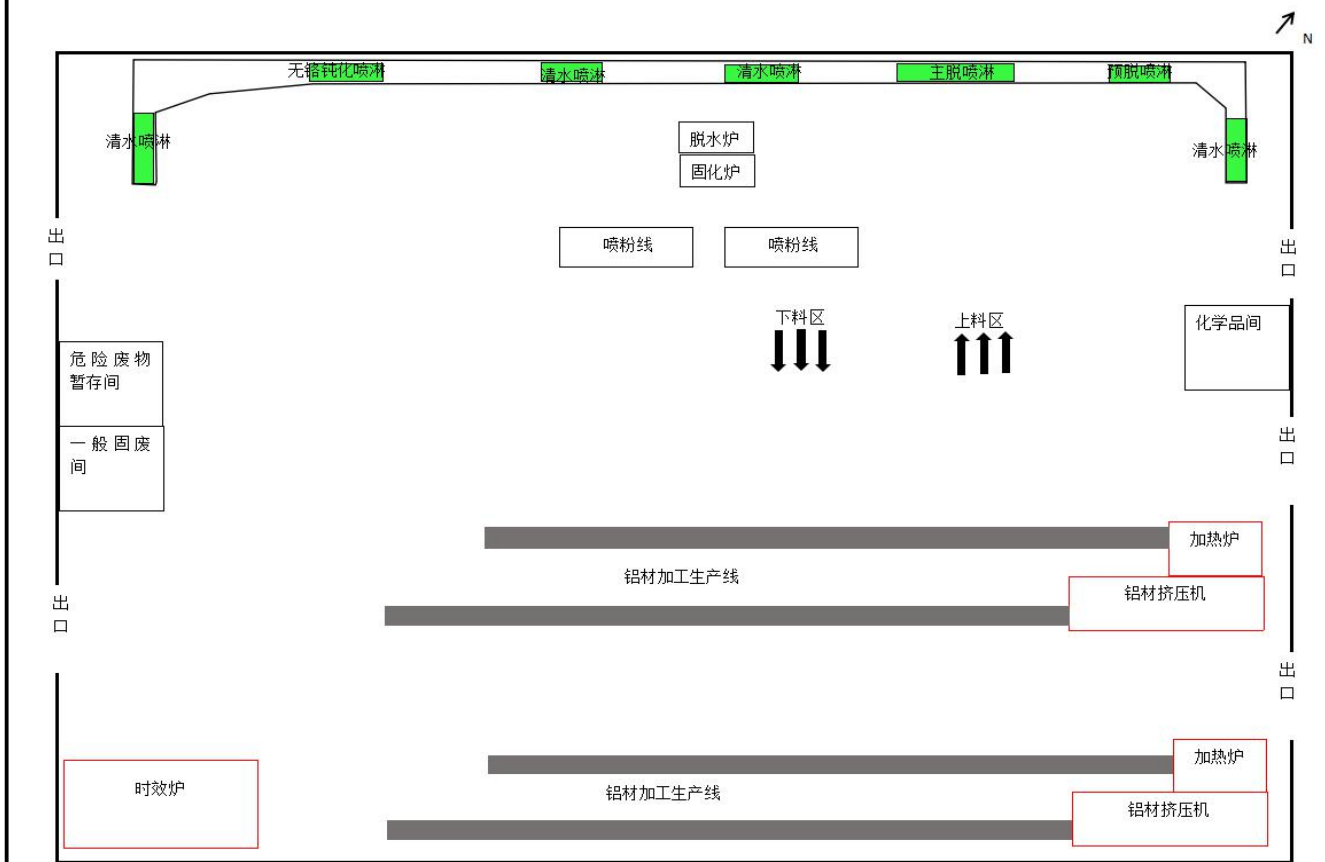 N
无铬钝化喷淋
清水喷淋
清水喷淋
主脱喷淋
预脱喷淋
清水喷淋
脱水炉
清水喷淋
固化炉
出
口
喷粉线
喷粉线
出
口
下料区
上料区
化学品间
危险废物
暂存间
一般固废
间
出
口
加热炉
铝材加工生产线
铝材挤压机
出
口
出
口
加热炉
时效炉
铝材加工生产线
铝材挤压机